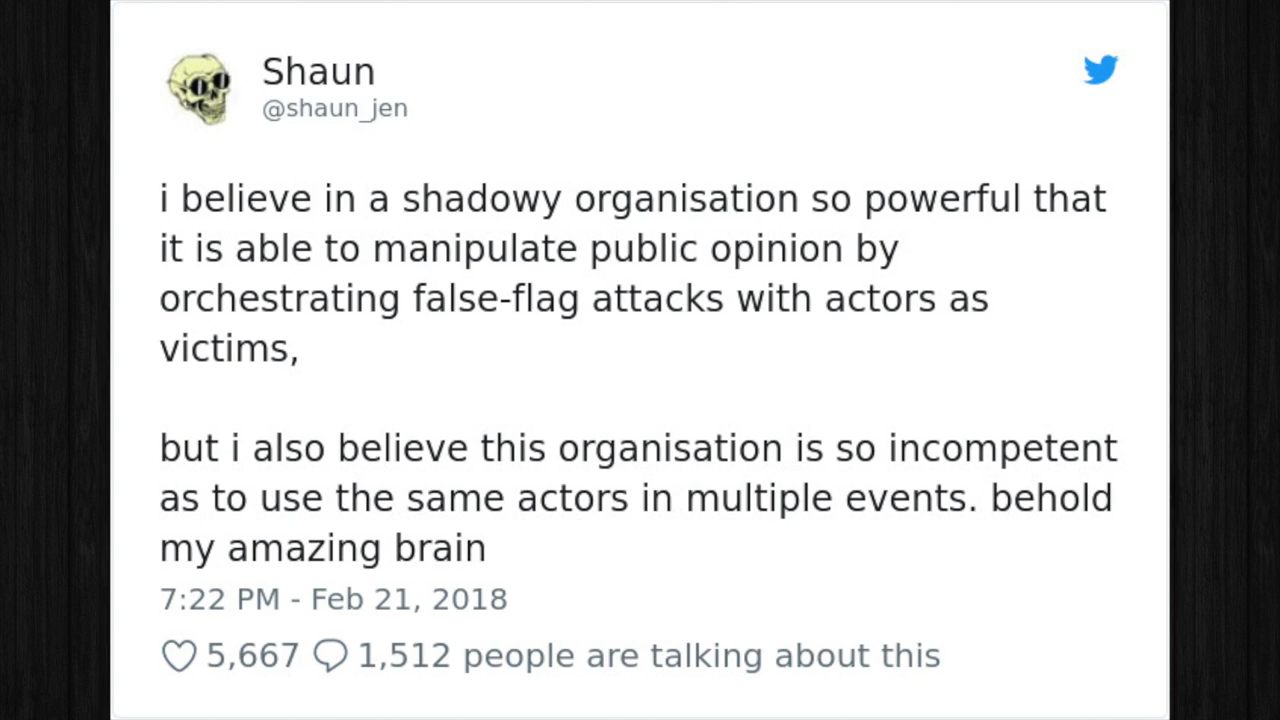 Shaun
@shaun_jen
i believe in a shadowy organisation so powerful that
it is able to manipulate public opinion by
orchestrating false-flag attacks with actors as
victims,
but i also believe this organisation is so incompetent
as to use the same actors in multiple events. behold
my amazing brain
7:22 PM - Feb 21, 2018
5,667 1,512 people are talking about this